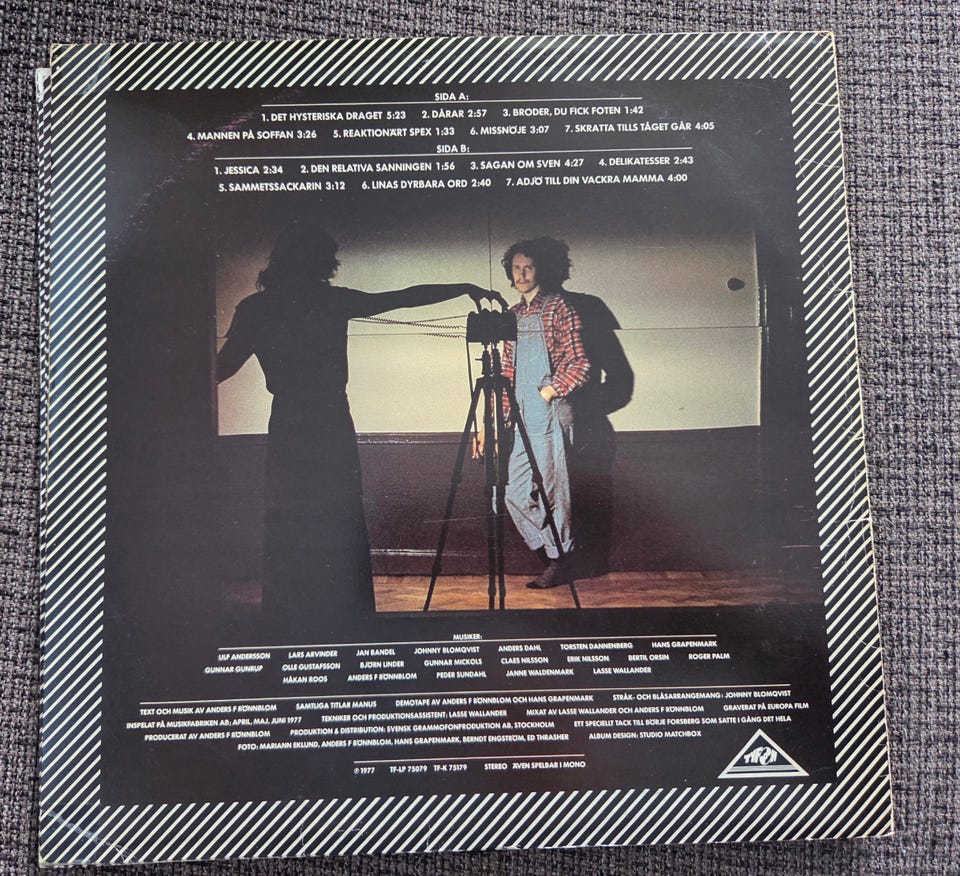 SIDA A:
1. DET HYSTERISKA DRAGET 5:23 2. DÅRAR 2:57 3. BRODER, DU FICK FOTEN 1:42
4. MANNEN PÅ SOFFAN 3:26 5. REAKTIONÄRT SPEX 1:33 6. MISSNÖJE 3:07 7. SKRATTA TILLS TÅGET GÅR 4:05
SIDA B:
1. JESSICA 2:34 2. DEN RELATIVA SANNINGEN 1:56 3. SAGAN OM SVEN 4:27 4. DELIKATESSER 2:43
5. SAMMETSSACKARIN 3:12 6. LINAS DYRBARA ORD 2:40 7. ADJÖ TILL DIN VACKRA MAMMA 4:00
MUSIKER:
ULF ANDERSSON LARS ARVINDER JAN BANDEL JOHNNY BLOMQVIST ANDERS DAHL TORSTEN DANNENBERG HANS GRAPENMARK
GUNNAR GUNRUP OLLE GUSTAFSSON BJÖRN LINDER GUNNAR MICKOLS CLAES NILSSON ERIK NILSSON BERTIL ORSIN ROGER PALM
HÅKAN ROOS ANDERS F RÖNNBLOM PEDER SUNDAHL JANNE WALDENMARK LASSE WALLANDER
TEXT OCH MUSIK AV ANDERS F RÖNNBLOM SAMTLIGA TITLAR MANUS DEMOTAPE AV ANDERS F RÖNNBLOM OCH HANS GRAPENMARK STRÅK- OCH BLÅSARRANGEMANG: JOHNNY BLOMQVIST
INSPELAT PÅ MUSIKFABRIKEN AB; APRIL, MAJ, JUNI 1977 TEKNIKER OCH PRODUKTIONSASSISTENT: LASSE WALLANDER MIXAT AV LASSE WALLANDER OCH ANDERS F RÖNNBLOM GRAVERAT PÅ EUROPA FILM
PRODUCERAT AV ANDERS F RÖNNBLOM PRODUKTION & DISTRIBUTION: SVENSK GRAMMOFONPRODUKTION AB, STOCKHOLM ETT SPECIELLT TACK TILL BÖRJE FORSBERG SOM SATTE I GÅNG DET HELA
FOTO: MARIANN EKLUND, ANDERS F RÖNNBLOM, HANS GRAPENMARK, BERNDT ENGSTRÖM, ED THRASHER ALBUM DESIGN: STUDIO MATCHBOX
℗ 1977 TF-LP 75079 TF-K 75179 STEREO ÄVEN SPELBAR I MONO
TYFON